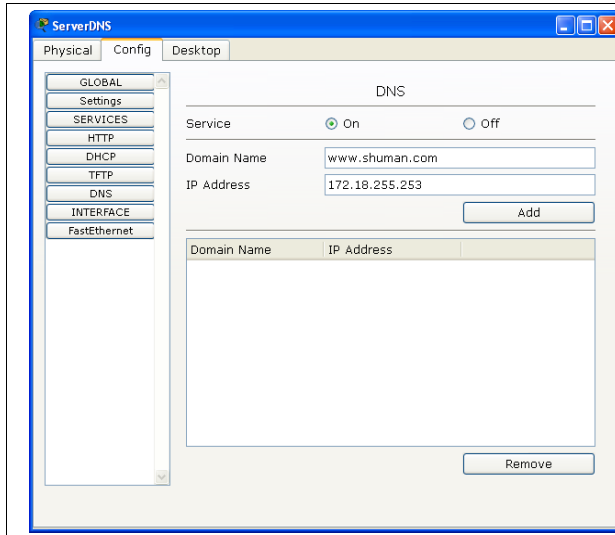 ServerDNS
Physical Config Desktop
GLOBAL
Settings
SERVICES
HTTP
DHCP
TFTP
DNS
INTERFACE
FastEthernet
DNS
Service On Off
Domain Name www.shuman.com
IP Address 172.18.255.253
Add
Domain Name IP Address
Remove